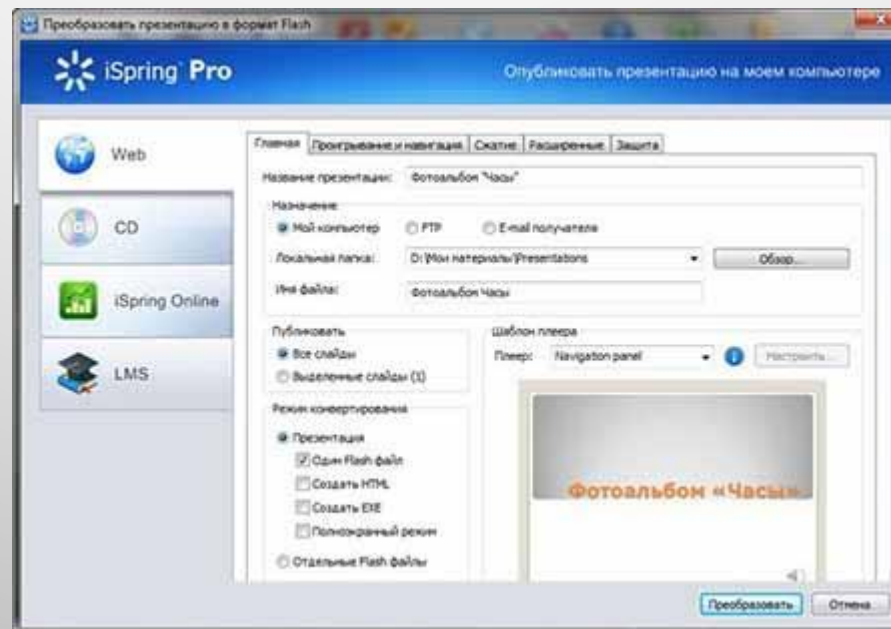 Преобразовать презентацию в формат Flash
iSpring Pro
Опубликовать презентацию на моем компьютере
Web
CD
iSpring Online
LMS
Главная Проигрывание и навигация Сжатие Расширенные Защита
Название презентации: Фотоальбом "Часы"
Назначение
Мой компьютер FTP E-mail получателя
Локальная папка: D:\Мои материалы\Presentations Обзор...
Имя файла: Фотоальбом Часы
Публиковать
Все слайды
Выделенные слайды (1)
Шаблон плеера
Плеер: Navigation panel Настроить...
Режим конвертирования
Презентация
Один Flash файл
Создать HTML
Создать EXE
Полноэкранный режим
Отдельные Flash файлы
Фотоальбом «Часы»
Преобразовать Отмена